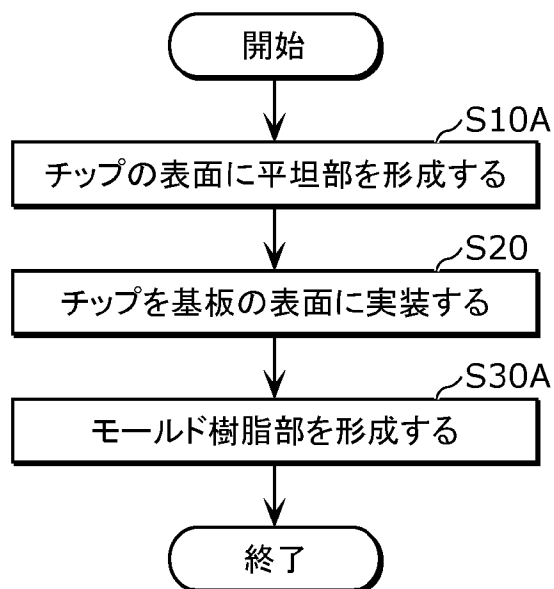 開始
S10A
チップの表面に平坦部を形成する
S20
チップを基板の表面に実装する
S30A
モールド樹脂部を形成する
終了